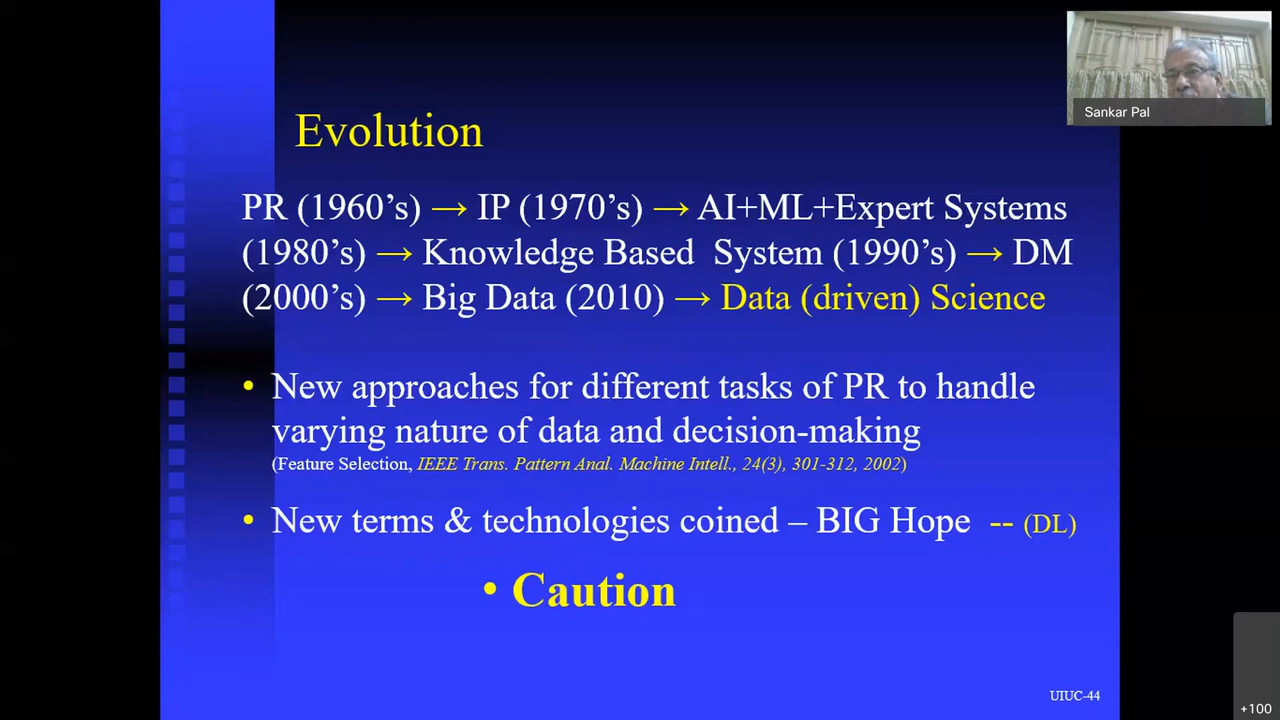 Sankar Pal
Evolution
PR (1960’s) → IP (1970’s) → AI+ML+Expert Systems
(1980’s) → Knowledge Based System (1990’s) → DM
(2000’s) → Big Data (2010) → Data (driven) Science
• New approaches for different tasks of PR to handle
varying nature of data and decision-making
(Feature Selection, IEEE Trans. Pattern Anal. Machine Intell., 24(3), 301-312, 2002)
• New terms & technologies coined – BIG Hope -- (DL)
• Caution
UIUC-44
+100